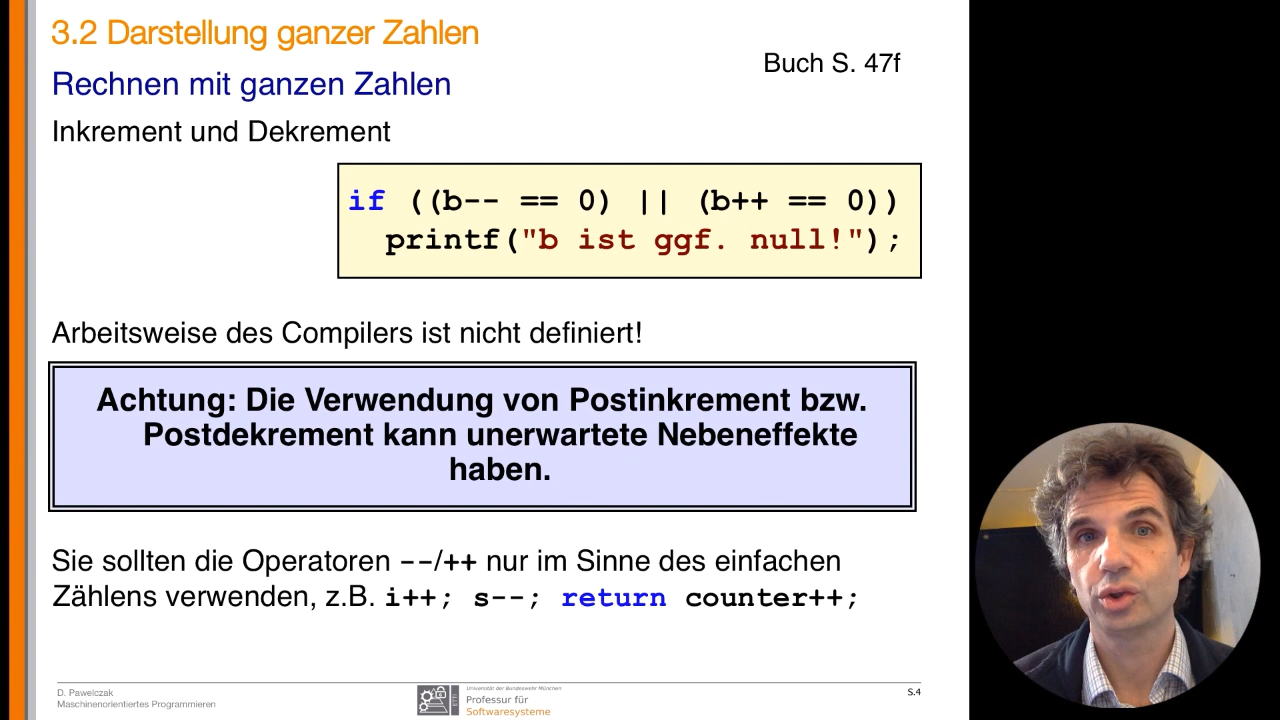 3.2 Darstellung ganzer Zahlen
Buch S. 47f
Rechnen mit ganzen Zahlen
Inkrement und Dekrement
if ((b-- == 0) || (b++ == 0))
printf("b ist ggf. null!");
Arbeitsweise des Compilers ist nicht definiert!
Achtung: Die Verwendung von Postinkrement bzw.
Postdekrement kann unerwartete Nebeneffekte
haben.
Sie sollten die Operatoren --/++ nur im Sinne des einfachen
Zählens verwenden, z.B. i++; s--; return counter++;
D. Pawelczak
Maschinenorientiertes Programmieren
ETTI
Universität der Bundeswehr München
Professur für
Softwaresysteme
S.4